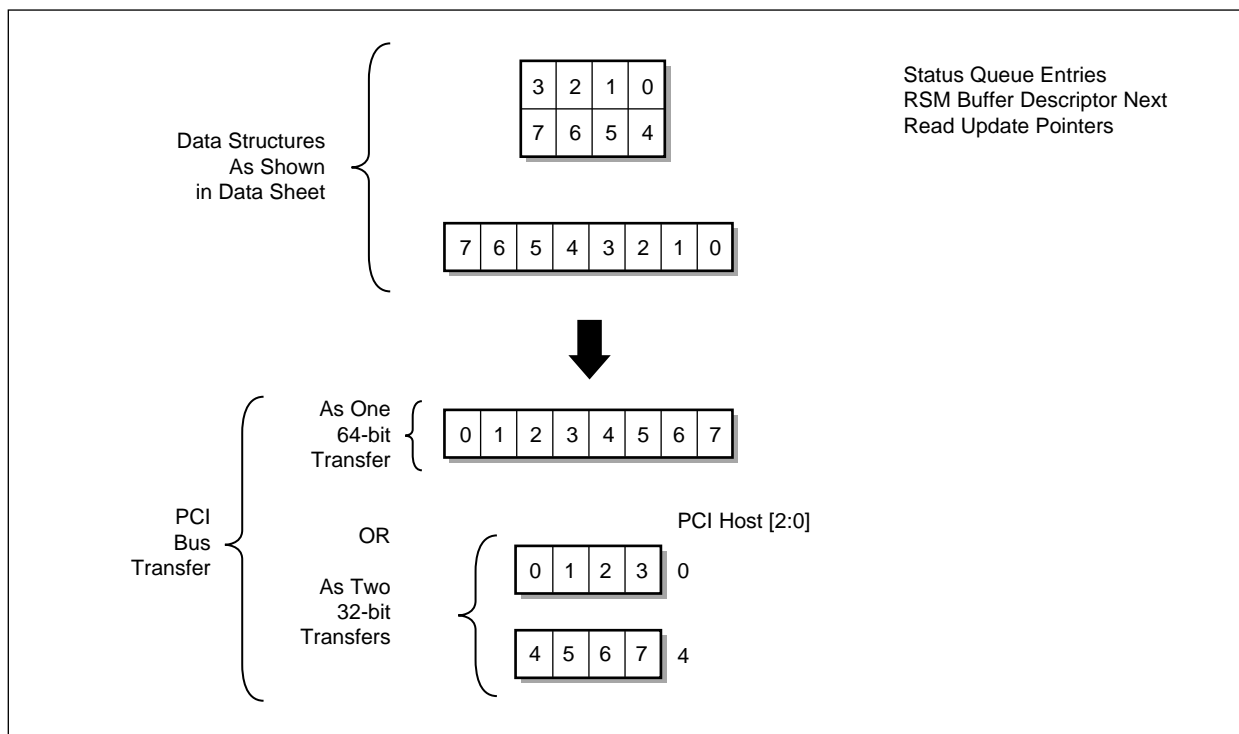 3 2 1 0
7 6 5 4
Status Queue Entries
RSM Buffer Descriptor Next
Read Update Pointers
Data Structures
As Shown
in Data Sheet
7 6 5 4 3 2 1 0
As One
64-bit
Transfer
0 1 2 3 4 5 6 7
PCI
Bus
Transfer
OR
PCI Host [2:0]
0 1 2 3 0
As Two
32-bit
Transfers
4 5 6 7 4